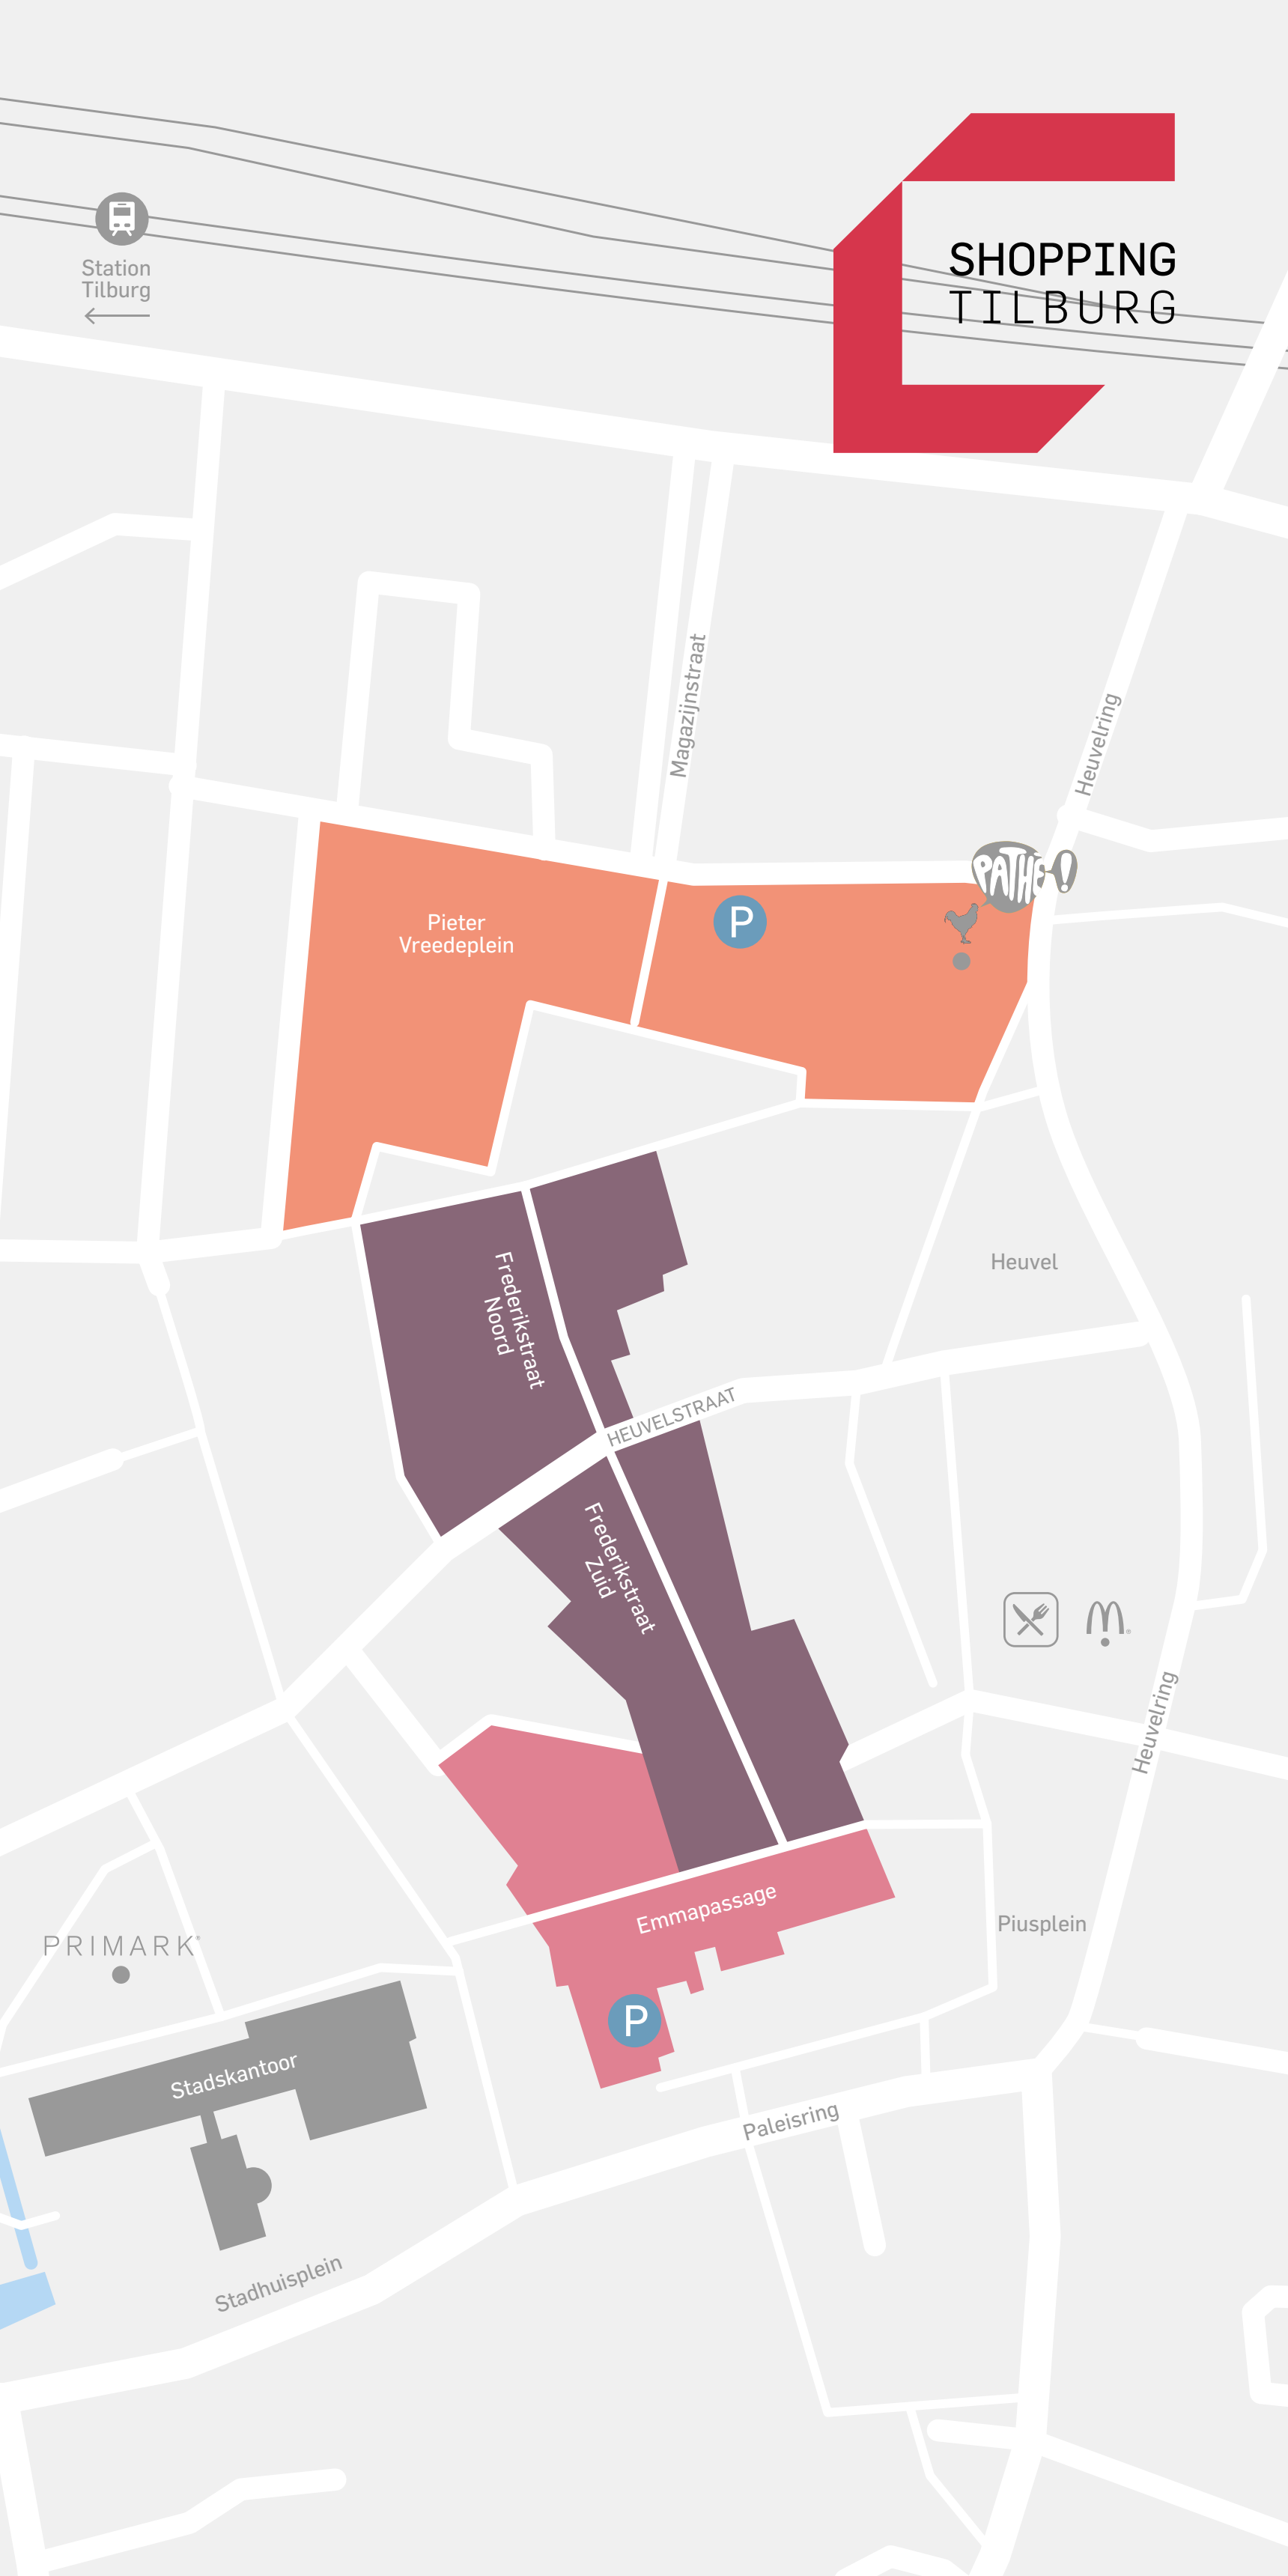 SHOPPING
TILBURG
Station
Tilburg
Magazijnstraat
Heuvelring
PATHÉ!
Pieter
Vreedeplein
P
Heuvel
Frederikstraat
Noord
HEUVELSTRAAT
Frederikstraat
Zuid
Heuvelring
Emmapassage
Piusplein
PRIMARK®
P
Stadskantoor
Paleisring
Stadhuisplein